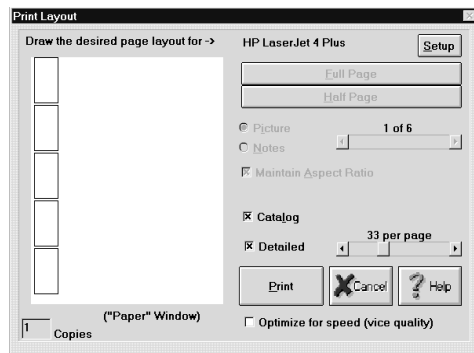 Print Layout
Draw the desired page layout for ->
HP LaserJet 4 Plus
Setup
Full Page
Half Page
Picture
1 of 6
Notes
Maintain Aspect Ratio
Catalog
33 per page
Detailed
Print
Cancel
Help
("Paper" Window)
1
Copies
Optimize for speed (vice quality)